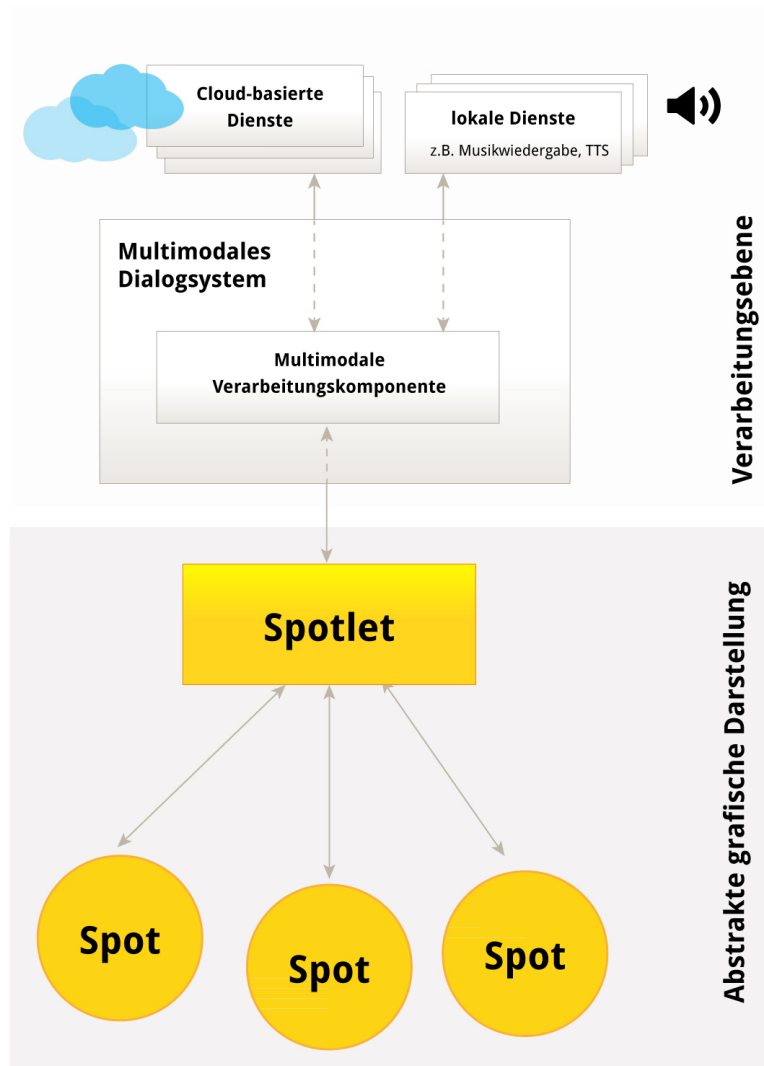 Cloud-basierte
Dienste
lokale Dienste
z.B. Musikwiedergabe, TTS
Multimodales
Dialogsystem
Multimodale
Verarbeitungskomponente
Verarbeitungsebene
Spotlet
Spot
Spot
Spot
Abstrakte grafische Darstellung